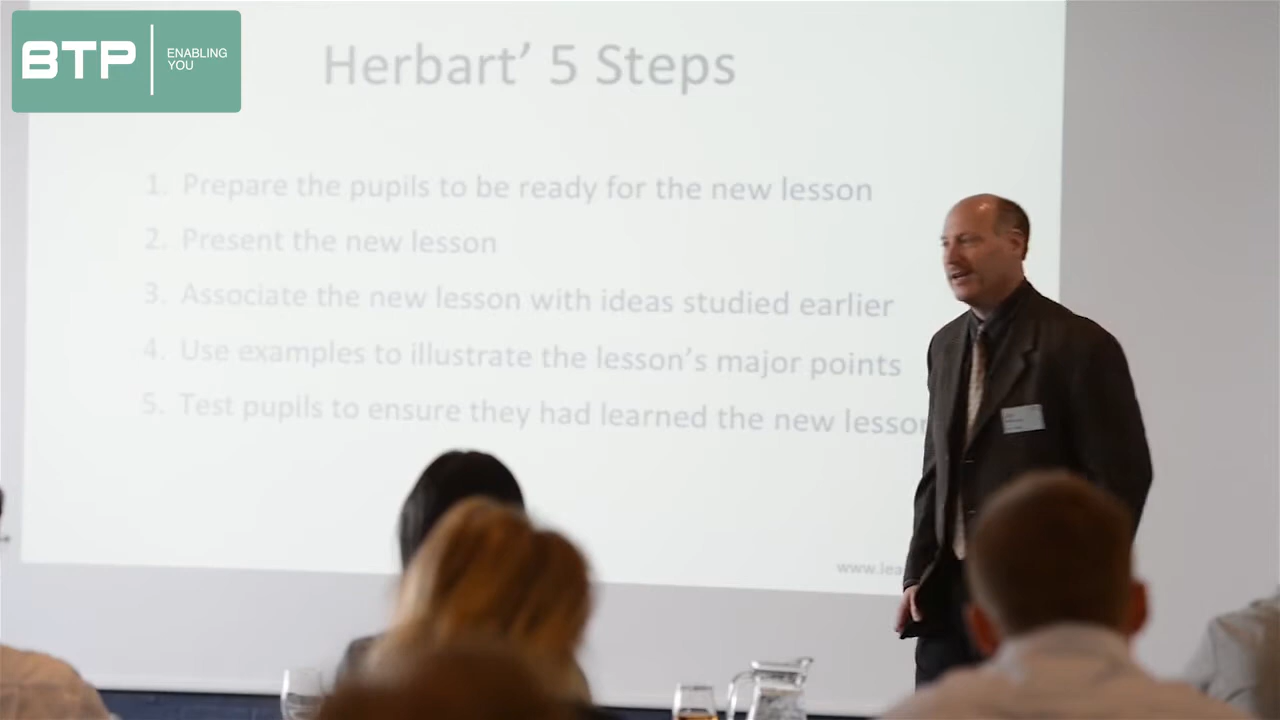 BTP
ENABLING
YOU
Herbart’ 5 Steps
1. Prepare the pupils to be ready for the new lesson
2. Present the new lesson
3. Associate the new lesson with ideas studied earlier
4. Use examples to illustrate the lesson’s major points
5. Test pupils to ensure they had learned the new lesson